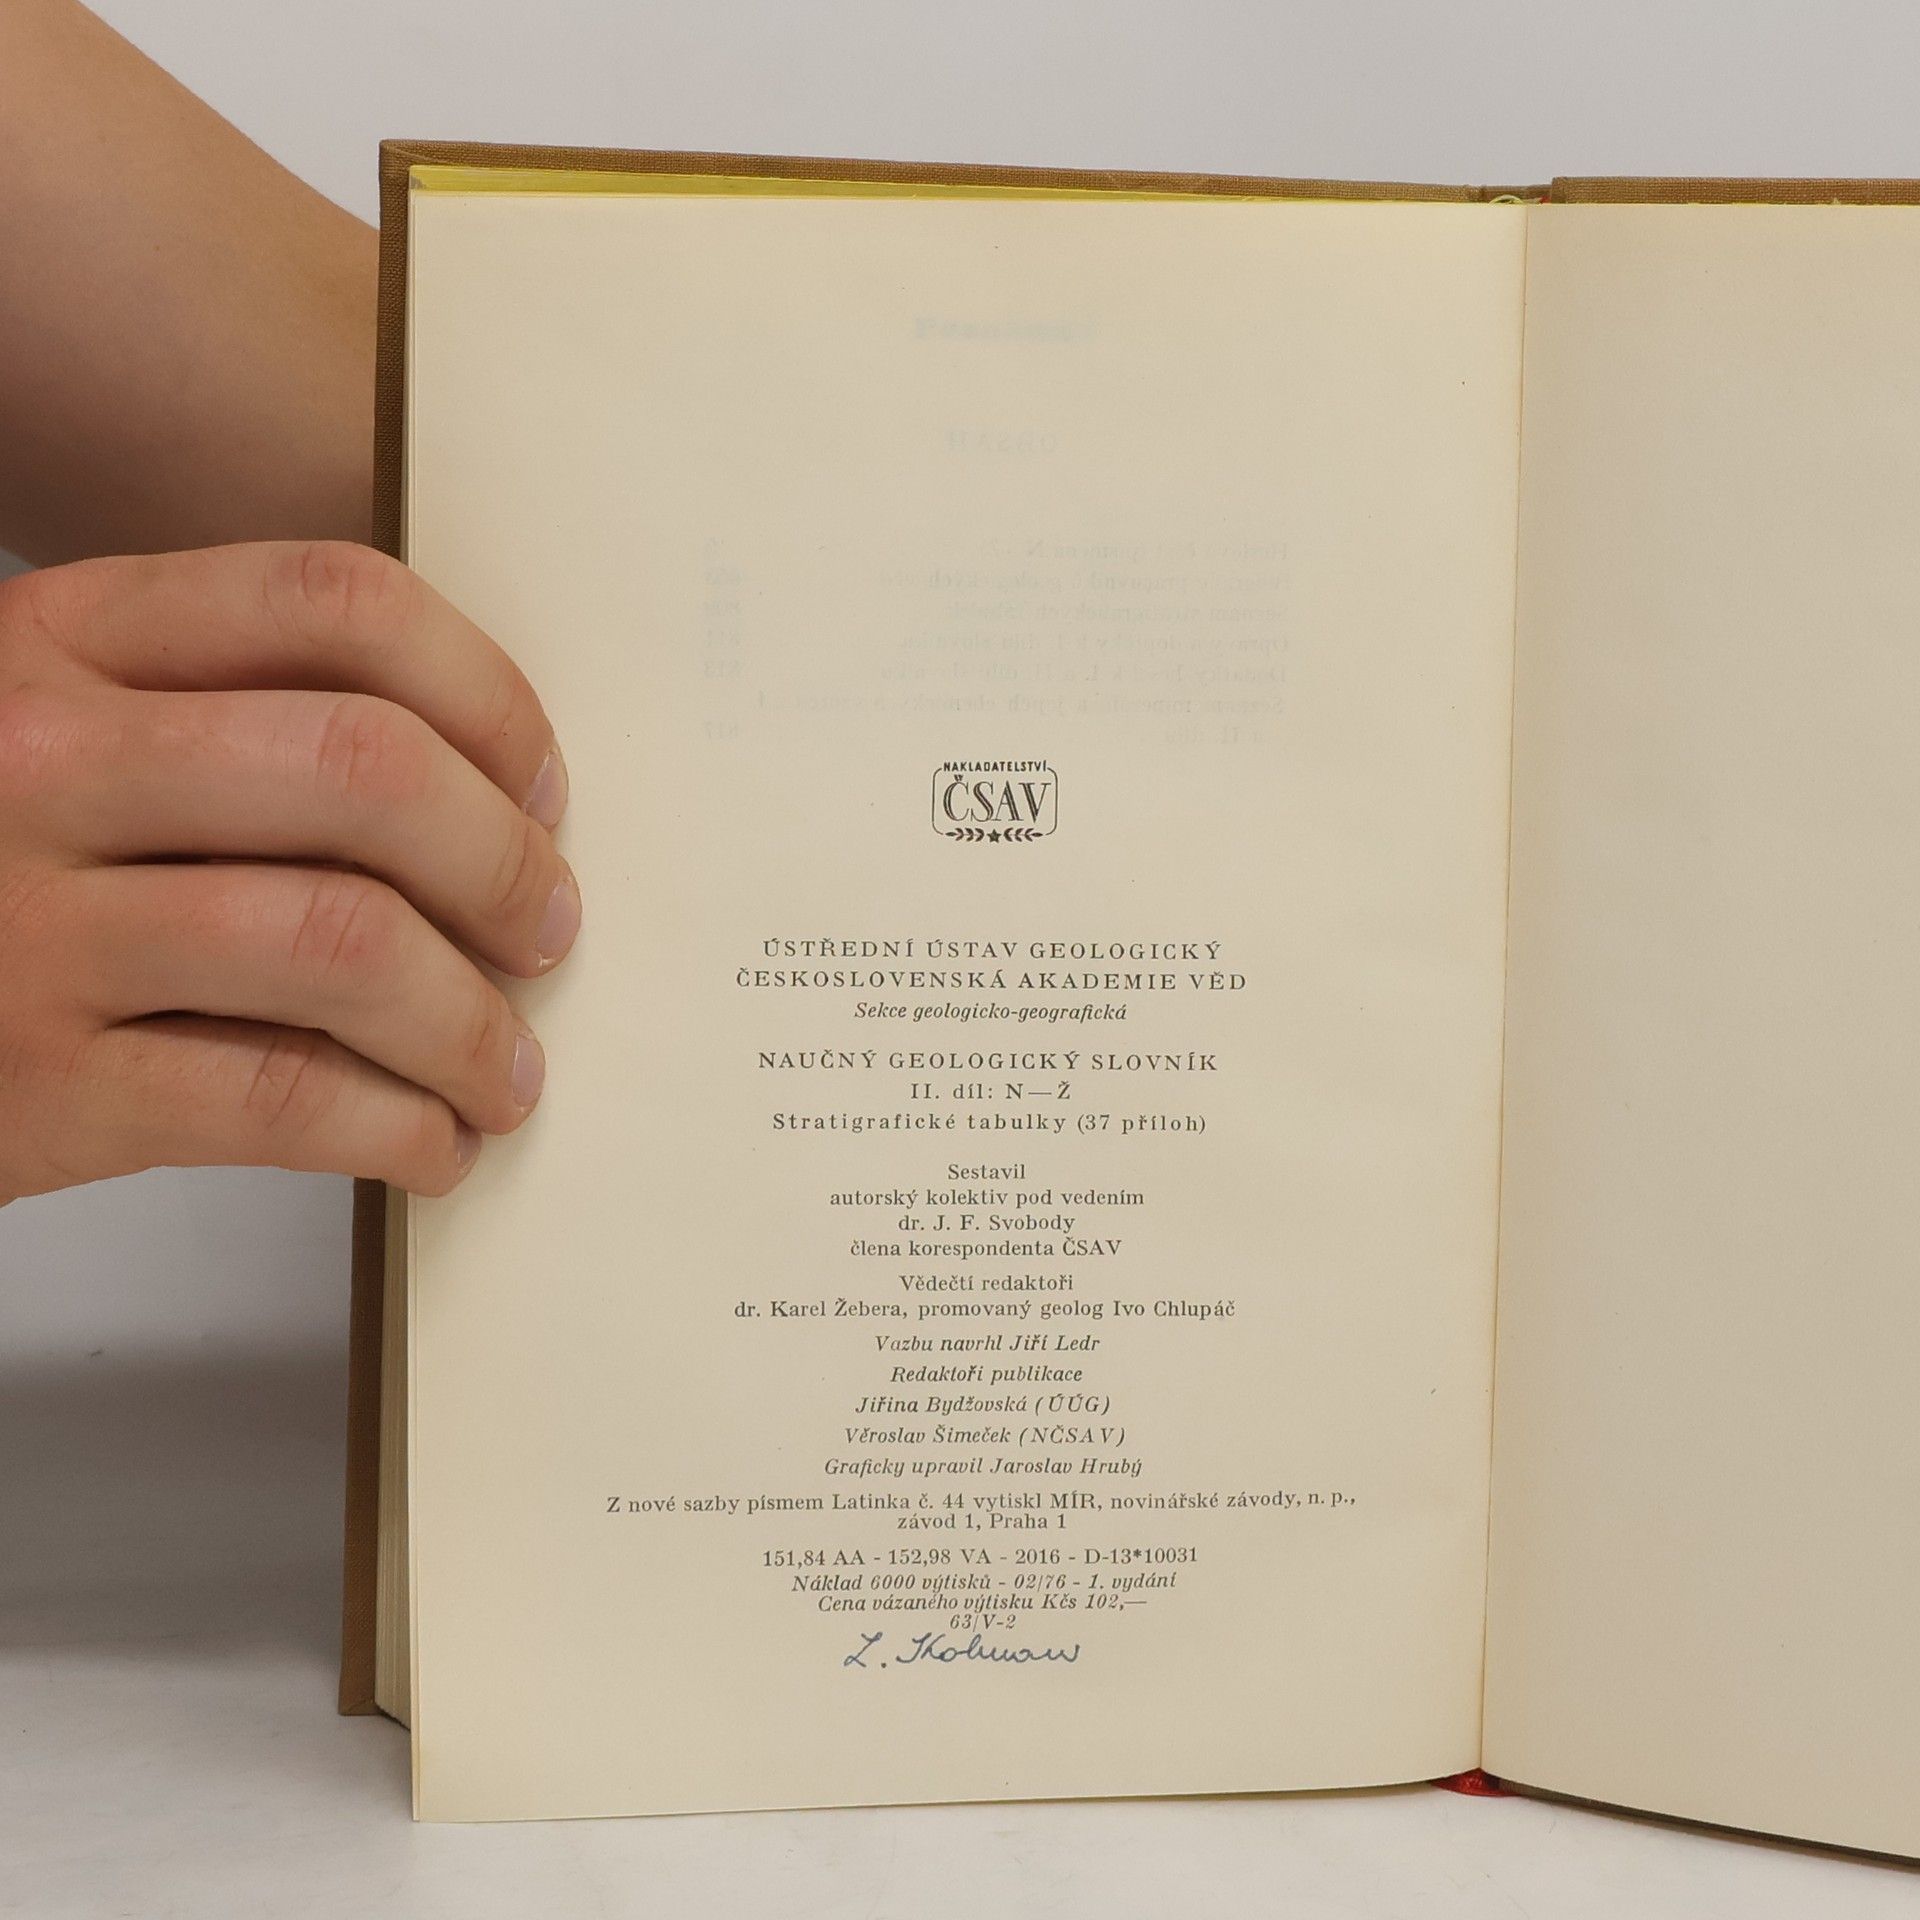 NAKLADATELSTVÍ
ČSAV
ÚSTŘEDNÍ ÚSTAV GEOLOGICKÝ
ČESKOSLOVENSKÁ AKADEMIE VĚD
Sekce geologicko-geografická
NAUČNÝ GEOLOGICKÝ SLOVNÍK
II. díl: N—Ž
Stratigrafické tabulky (37 příloh)
Sestavil
autorský kolektiv pod vedením
dr. J. F. Svobody
člena korespondenta ČSAV
Vědečtí redaktoři
dr. Karel Žebera, promovaný geolog Ivo Chlupáč
Vazbu navrhl Jiří Ledr
Redaktoři publikace
Jiřina Bydžovská (ÚÚG)
Věroslav Šimeček (NČSAV)
Graficky upravil Jaroslav Hrubý
Z nové sazby písmem Latinka č. 44 vytiskl MÍR, novinářské závody, n. p.,
závod 1, Praha 1
151,84 AA - 152,98 VA - 2016 - D-13*10031
Náklad 6000 výtisků - 02/76 - 1. vydání
Cena vázaného výtisku Kčs 102,—
63/V-2